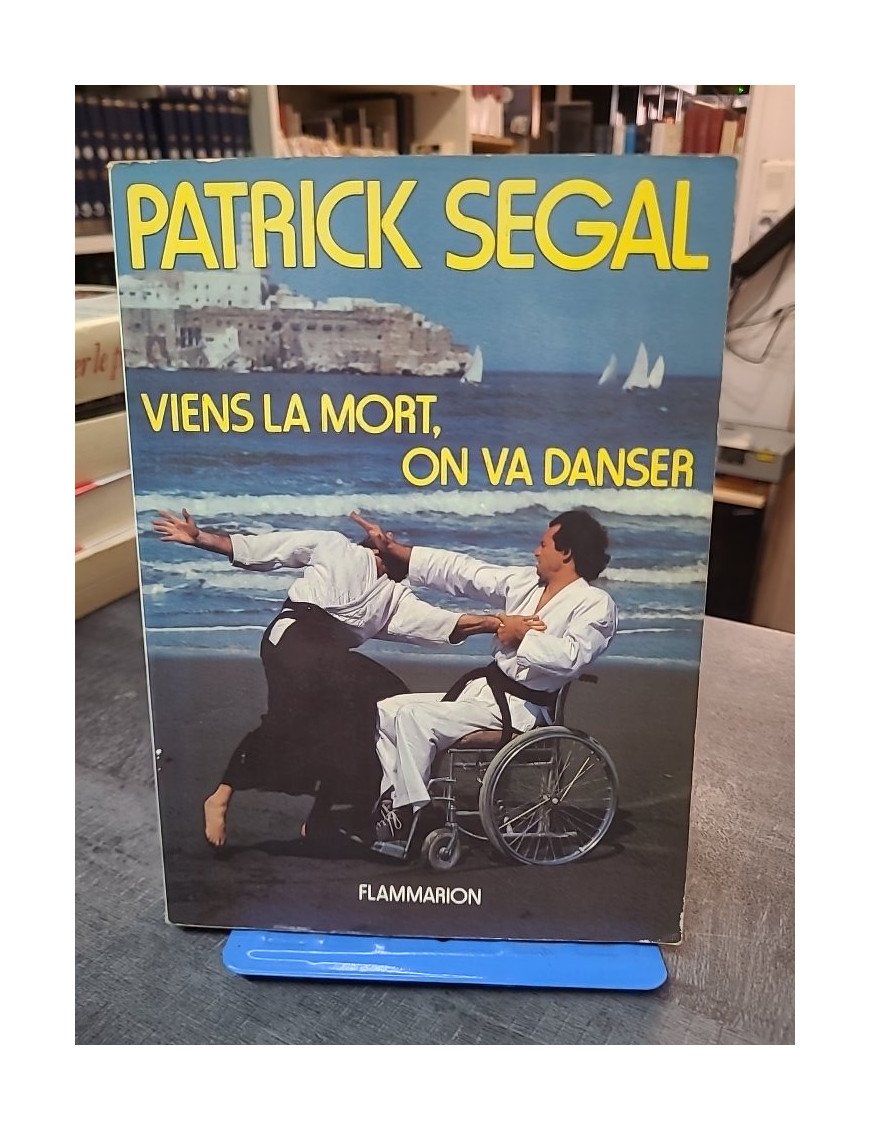 PATRICK SEGAL
VIENS LA MORT,
ON VA DANSER
FLAMMARION